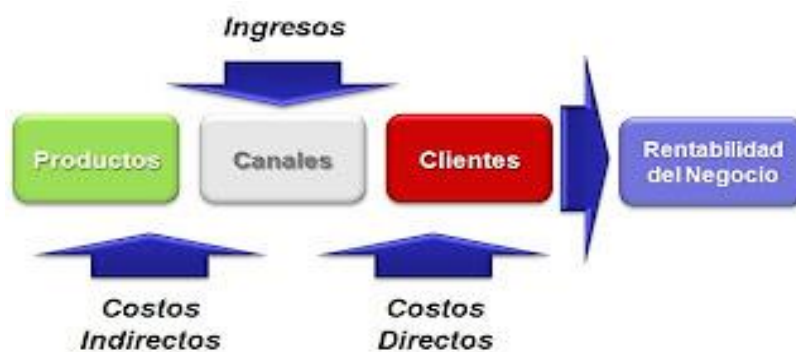 Ingresos
Productos
Canales
Clientes
Rentabilidad
del Negocio
Costos
Indirectos
Costos
Directos